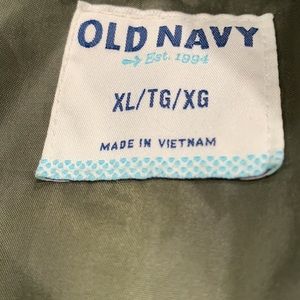 OLD NAVY
Est. 1994
XL/TG/XG
MADE IN VIETNAM